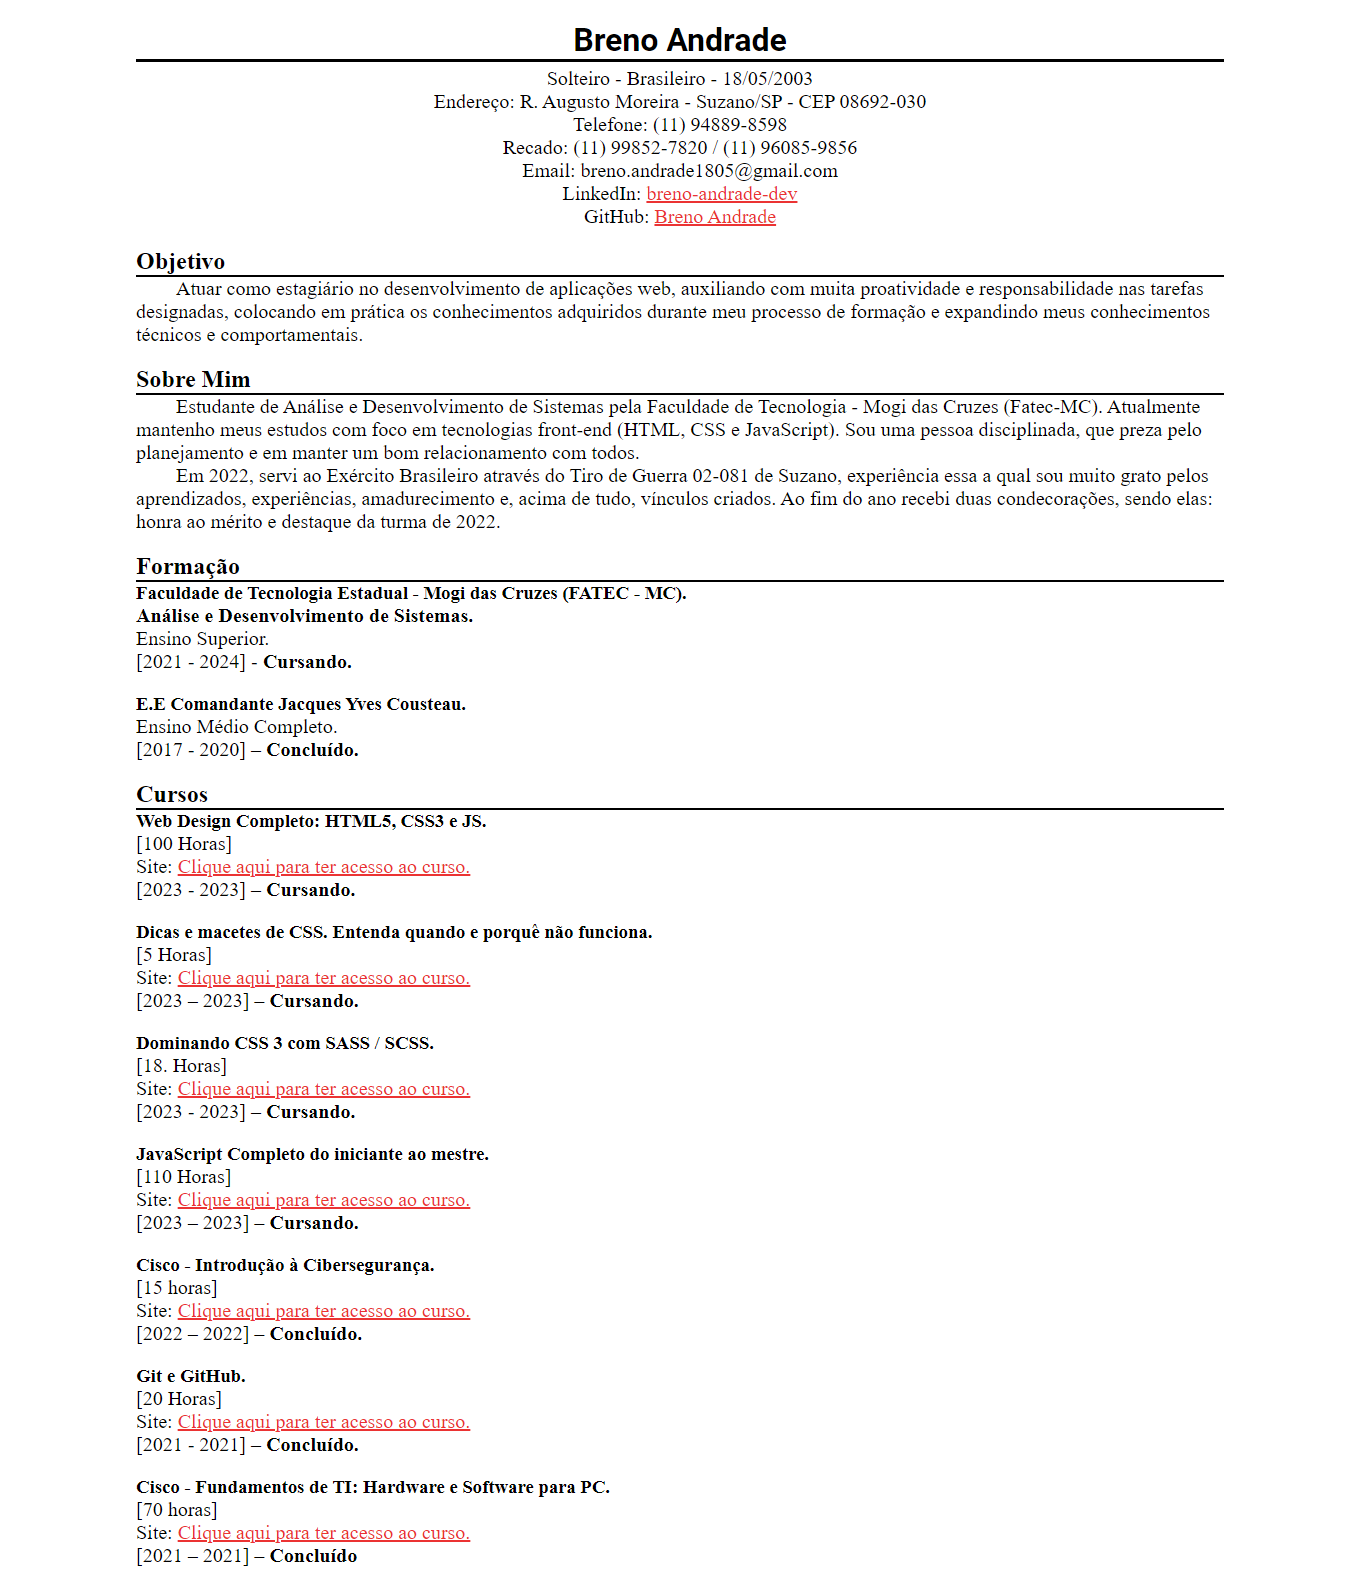 Breno Andrade
Solteiro - Brasileiro - 18/05/2003
Endereço: R. Augusto Moreira - Suzano/SP - CEP 08692-030
Telefone: (11) 94889-8598
Recado: (11) 99852-7820 / (11) 96085-9856
Email: breno.andrade1805@gmail.com
LinkedIn: breno-andrade-dev
GitHub: Breno Andrade
Objetivo
Atuar como estagiário no desenvolvimento de aplicações web, auxiliando com muita proatividade e responsabilidade nas tarefas
designadas, colocando em prática os conhecimentos adquiridos durante meu processo de formação e expandindo meus conhecimentos
técnicos e comportamentais.
Sobre Mim
Estudante de Análise e Desenvolvimento de Sistemas pela Faculdade de Tecnologia - Mogi das Cruzes (Fatec-MC). Atualmente
mantenho meus estudos com foco em tecnologias front-end (HTML, CSS e JavaScript). Sou uma pessoa disciplinada, que preza pelo
planejamento e em manter um bom relacionamento com todos.
Em 2022, servi ao Exército Brasileiro através do Tiro de Guerra 02-081 de Suzano, experiência essa a qual sou muito grato pelos
aprendizados, experiências, amadurecimento e, acima de tudo, vínculos criados. Ao fim do ano recebi duas condecorações, sendo elas:
honra ao mérito e destaque da turma de 2022.
Formação
Faculdade de Tecnologia Estadual - Mogi das Cruzes (FATEC - MC).
Análise e Desenvolvimento de Sistemas.
Ensino Superior.
[2021 - 2024] - Cursando.
E.E Comandante Jacques Yves Cousteau.
Ensino Médio Completo.
[2017 - 2020] – Concluído.
Cursos
Web Design Completo: HTML5, CSS3 e JS.
[100 Horas]
Site: Clique aqui para ter acesso ao curso.
[2023 - 2023] – Cursando.
Dicas e macetes de CSS. Entenda quando e porquê não funciona.
[5 Horas]
Site: Clique aqui para ter acesso ao curso.
[2023 – 2023] – Cursando.
Dominando CSS 3 com SASS / SCSS.
[18. Horas]
Site: Clique aqui para ter acesso ao curso.
[2023 - 2023] – Cursando.
JavaScript Completo do iniciante ao mestre.
[110 Horas]
Site: Clique aqui para ter acesso ao curso.
[2023 – 2023] – Cursando.
Cisco - Introdução à Cibersegurança.
[15 horas]
Site: Clique aqui para ter acesso ao curso.
[2022 – 2022] – Concluído.
Git e GitHub.
[20 Horas]
Site: Clique aqui para ter acesso ao curso.
[2021 - 2021] – Concluído.
Cisco - Fundamentos de TI: Hardware e Software para PC.
[70 horas]
Site: Clique aqui para ter acesso ao curso.
[2021 – 2021] – Concluído